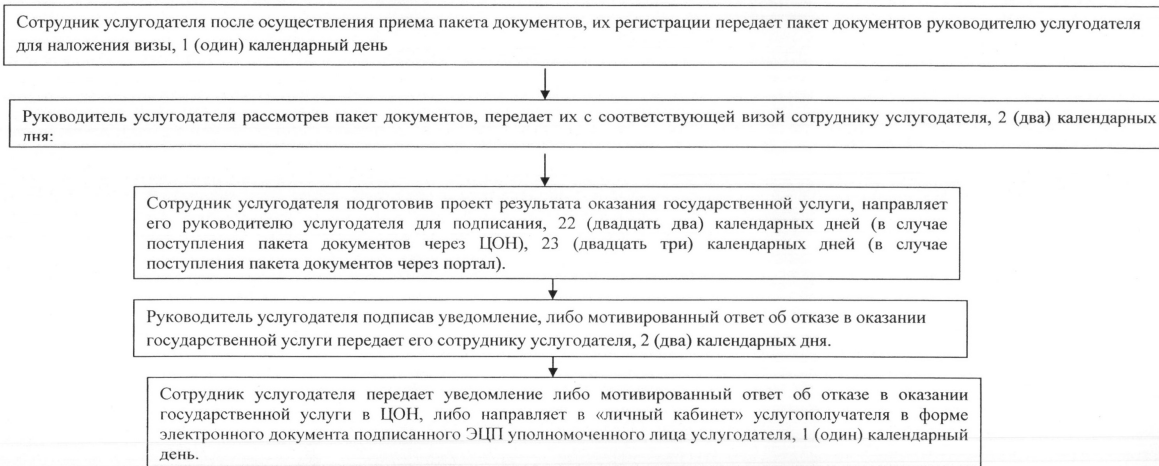 Сотрудник услугодателя после осуществления приема пакета документов, их регистрации передает пакет документов руководителю услугодателя
для наложения визы, 1 (один) календарный день
Руководитель услугодателя рассмотрев пакет документов, передает их с соответствующей визой сотруднику услугодателя, 2 (два) календарных
дня:
Сотрудник услугодателя подготовив проект результата оказания государственной услуги, направляет
его руководителю услугодателя для подписания, 22 (двадцать два) календарных дней (в случае
поступления пакета документов через ЦОН), 23 (двадцать три) календарных дней (в случае
поступления пакета документов через портал).
Руководитель услугодателя подписав уведомление, либо мотивированный ответ об отказе в оказании
государственной услуги передает его сотруднику услугодателя, 2 (два) календарных дня.
Сотрудник услугодателя передает уведомление либо мотивированный ответ об отказе в оказании
государственной услуги в ЦОН, либо направляет в «личный кабинет» услугополучателя в форме
электронного документа подписанного ЭЦП уполномоченного лица услугодателя, 1 (один) календарный
день.